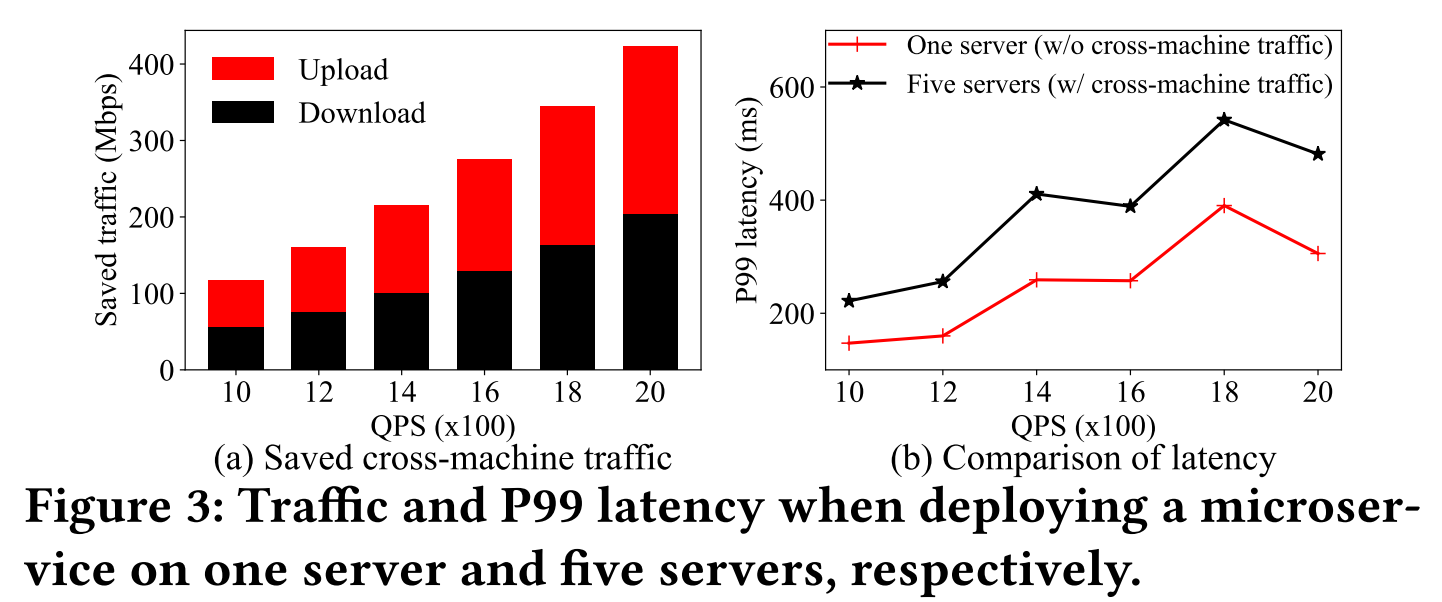 400
300
200
100
0
Saved traffic (Mbps)
Upload
Download
10 12 14 16 18 20
QPS (x100)
(a) Saved cross-machine traffic
600
400
200
P99 latency (ms)
One server (w/o cross-machine traffic)
Five servers (w/ cross-machine traffic)
10 12 14 16 18 20
QPS (x100)
(b) Comparison of latency
Figure 3: Traffic and P99 latency when deploying a microser-
vice on one server and five servers, respectively.